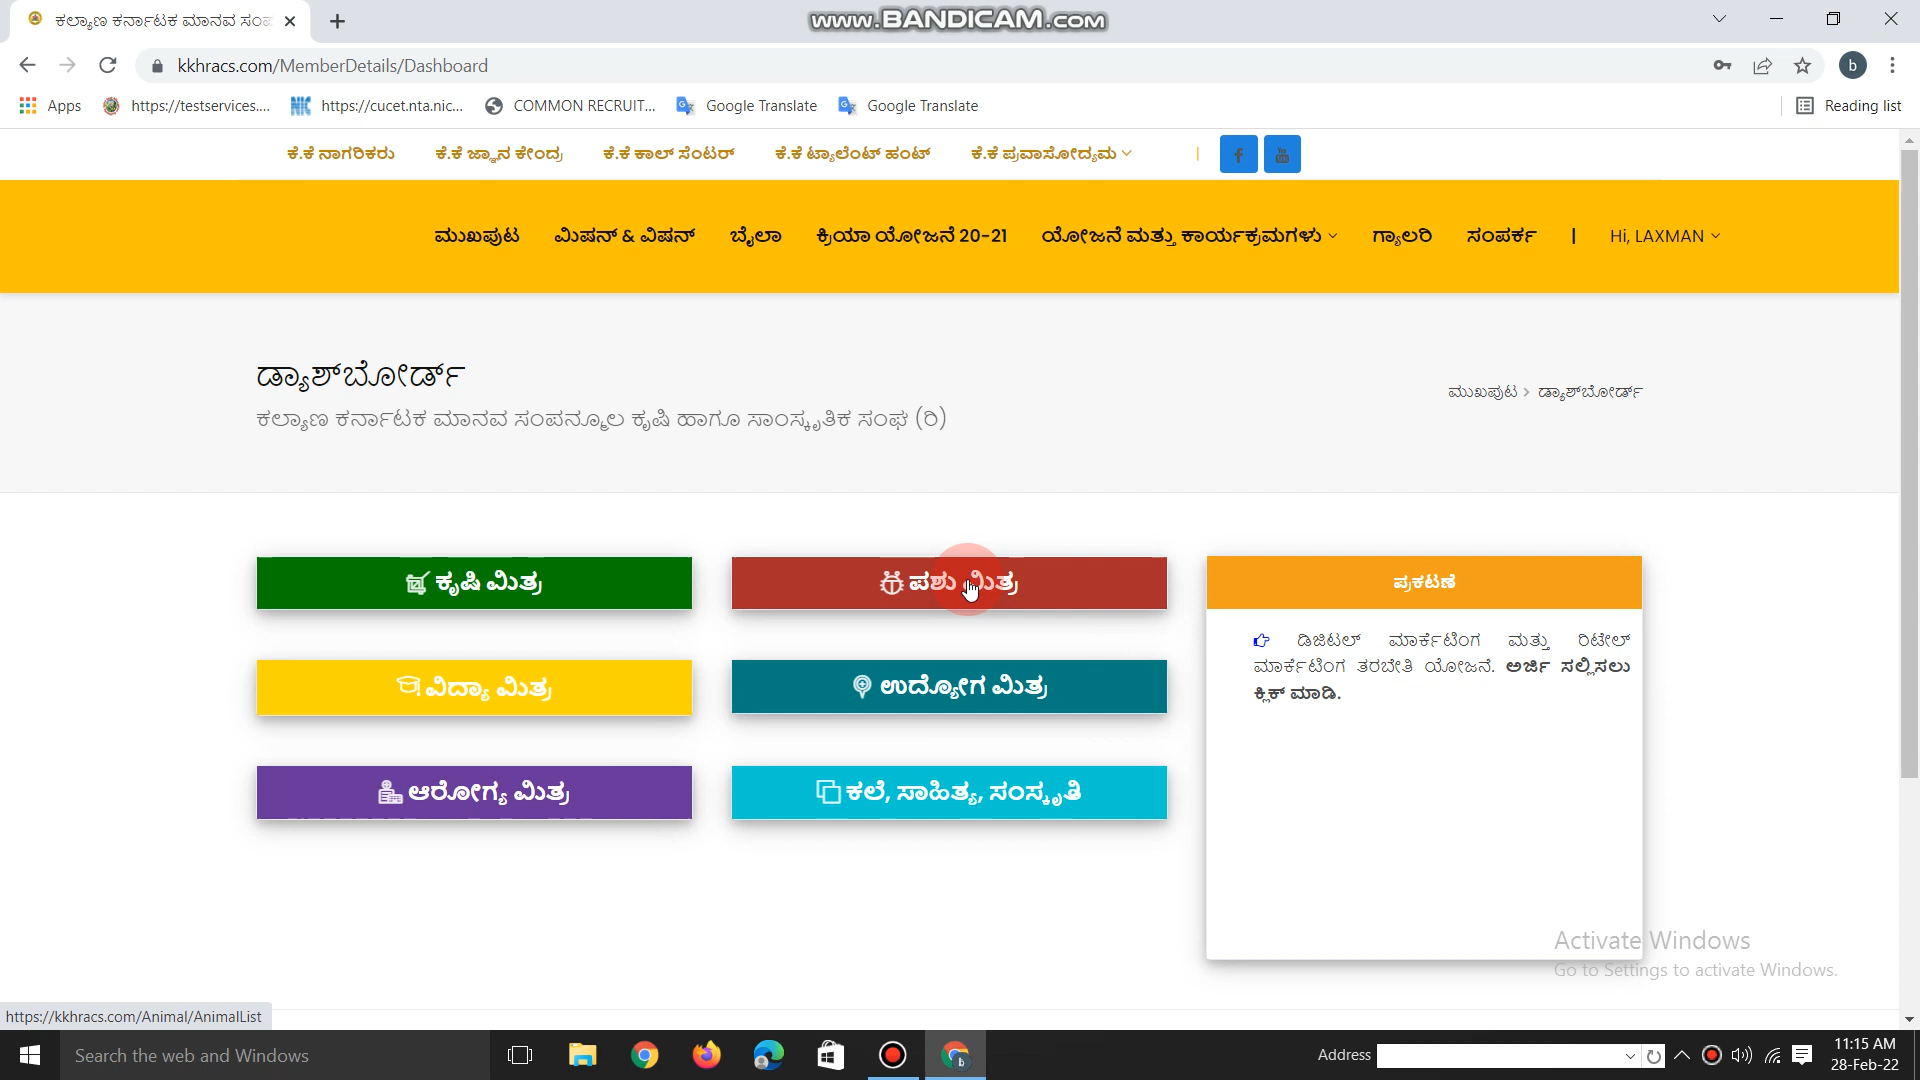 ಕಲ್ಯಾಣ ಕರ್ನಾಟಕ ಮಾನವ ಸಂಪ
www.BANDICAM.com
kkhracs.com/MemberDetails/Dashboard
b
Apps
https://testservices....
https://cucet.nta.nic...
COMMON RECRUIT...
Google Translate
Google Translate
Reading list
ಕೆ.ಕೆ ನಾಗರಿಕರು
ಕೆ.ಕೆ ಜ್ಞಾನ ಕೇಂದ್ರ
ಕೆ.ಕೆ ಕಾಲ್ ಸೆಂಟರ್
ಕೆ.ಕೆ ಟ್ಯಾಲೆಂಟ್ ಹಂಟ್
ಕೆ.ಕೆ ಪ್ರವಾಸೋದ್ಯಮ
|
ಮುಖಪುಟ
ಮಿಷನ್ & ವಿಷನ್
ಬೈಲಾ
ಕ್ರಿಯಾ ಯೋಜನೆ 20-21
ಯೋಜನೆ ಮತ್ತು ಕಾರ್ಯಕ್ರಮಗಳು
ಗ್ಯಾಲರಿ
ಸಂಪರ್ಕ
|
Hi, LAXMAN
ಡ್ಯಾಶ್‌ಬೋರ್ಡ್
ಕಲ್ಯಾಣ ಕರ್ನಾಟಕ ಮಾನವ ಸಂಪನ್ಮೂಲ ಕೃಷಿ ಹಾಗೂ ಸಾಂಸ್ಕೃತಿಕ ಸಂಘ (ರಿ)
ಮುಖಪುಟ > ಡ್ಯಾಶ್‌ಬೋರ್ಡ್
ಕೃಷಿ ಮಿತ್ರ
ಪಶು ಮಿತ್ರ
ವಿದ್ಯಾ ಮಿತ್ರ
ಉದ್ಯೋಗ ಮಿತ್ರ
ಆರೋಗ್ಯ ಮಿತ್ರ
ಕಲೆ, ಸಾಹಿತ್ಯ, ಸಂಸ್ಕೃತಿ
ಪ್ರಕಟಣೆ
ಡಿಜಿಟಲ್ ಮಾರ್ಕೆಟಿಂಗ ಮತ್ತು ರಿಟೇಲ್
ಮಾರ್ಕೆಟಿಂಗ ತರಬೇತಿ ಯೋಜನೆ. ಅರ್ಜಿ ಸಲ್ಲಿಸಲು
ಕ್ಲಿಕ್ ಮಾಡಿ.
Activate Windows
Go to Settings to activate Windows.
https://kkhracs.com/Animal/AnimalList
Search the web and Windows
Address
11:15 AM
28-Feb-22